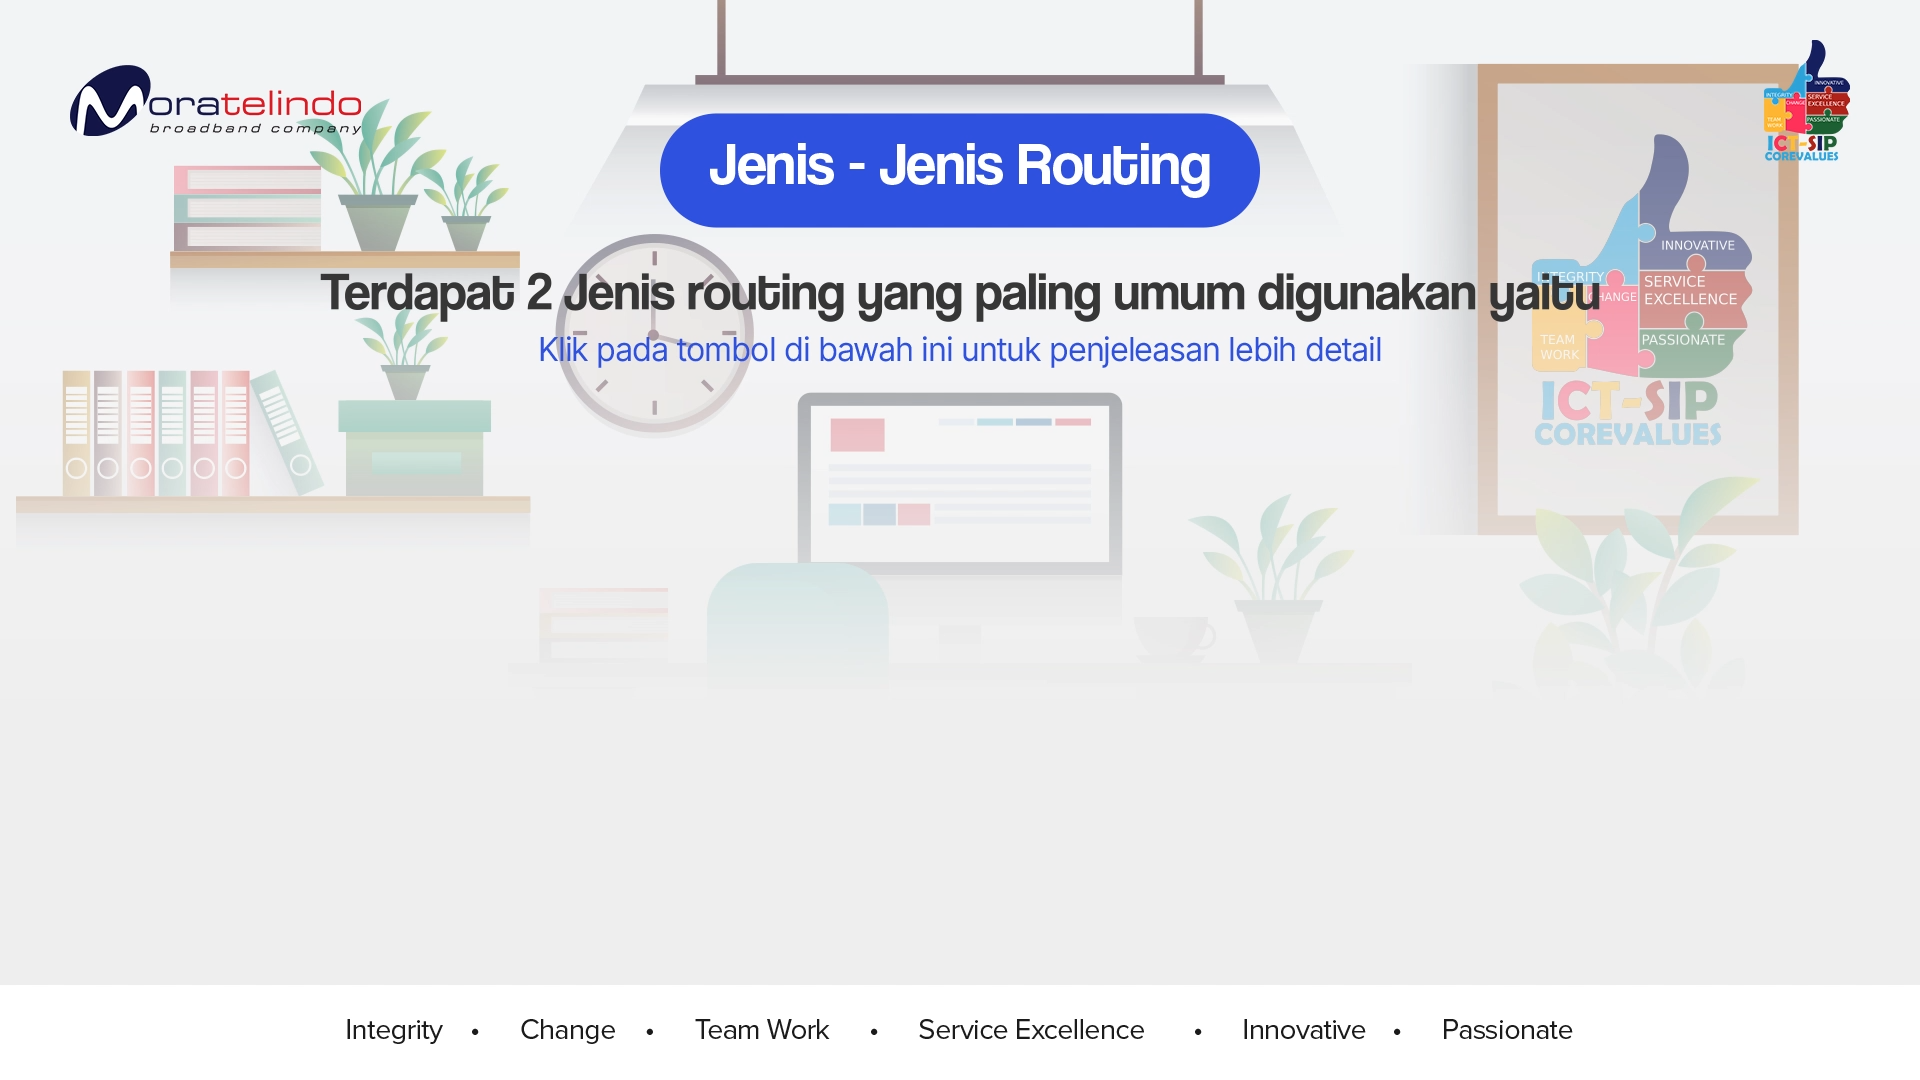 Moratelindo
broadband company
INNOVATIVE
INTEGRITY
SERVICE
EXCELLENCE
CHANGE
TEAM
WORK
PASSIONATE
ICT-SIP
COREVALUES
Jenis - Jenis Routing
Terdapat 2 Jenis routing yang paling umum digunakan yaitu
Klik pada tombol di bawah ini untuk penjeleasan lebih detail
INNOVATIVE
INTEGRITY
SERVICE
EXCELLENCE
CHANGE
TEAM
WORK
PASSIONATE
ICT-SIP
COREVALUES
Integrity • Change • Team Work • Service Excellence • Innovative • Passionate